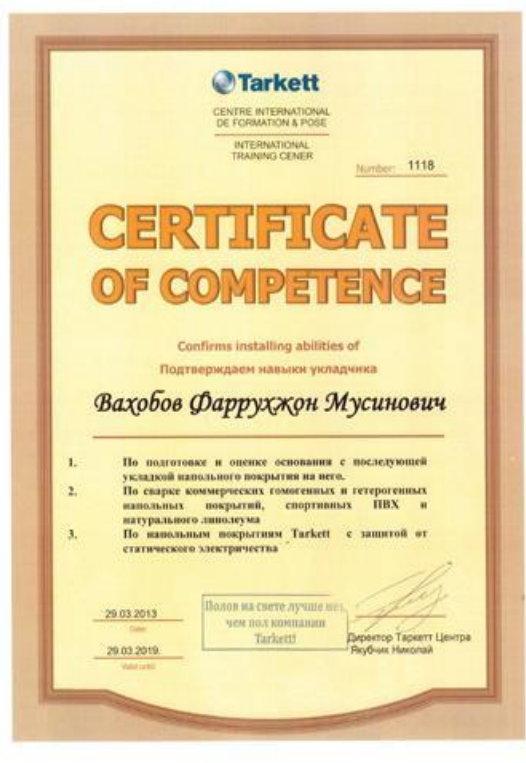 Tarkett
CENTRE INTERNATIONAL
DE FORMATION & POSE
INTERNATIONAL
TRAINING CENER
Number: 1118
CERTIFICATE
OF COMPETENCE
Confirms installing abilities of
Подтверждаем навыки укладчика
Вахобов Фаррухжон Мусинович
1. По подготовке и оценке основания с последующей
укладкой напольного покрытия на него.
2. По сварке коммерческих гомогенных и гетерогенных
напольных покрытий, спортивных ПВХ и
натурального линолеума
3. По напольным покрытиям Tarkett с защитой от
статического электричества
29.03.2013
Date:
29.03.2019.
Valid until:
Полов на свете лучше нет,
чем пол компании
Tarkett!
Директор Таркетт Центра
Якубчик Николай